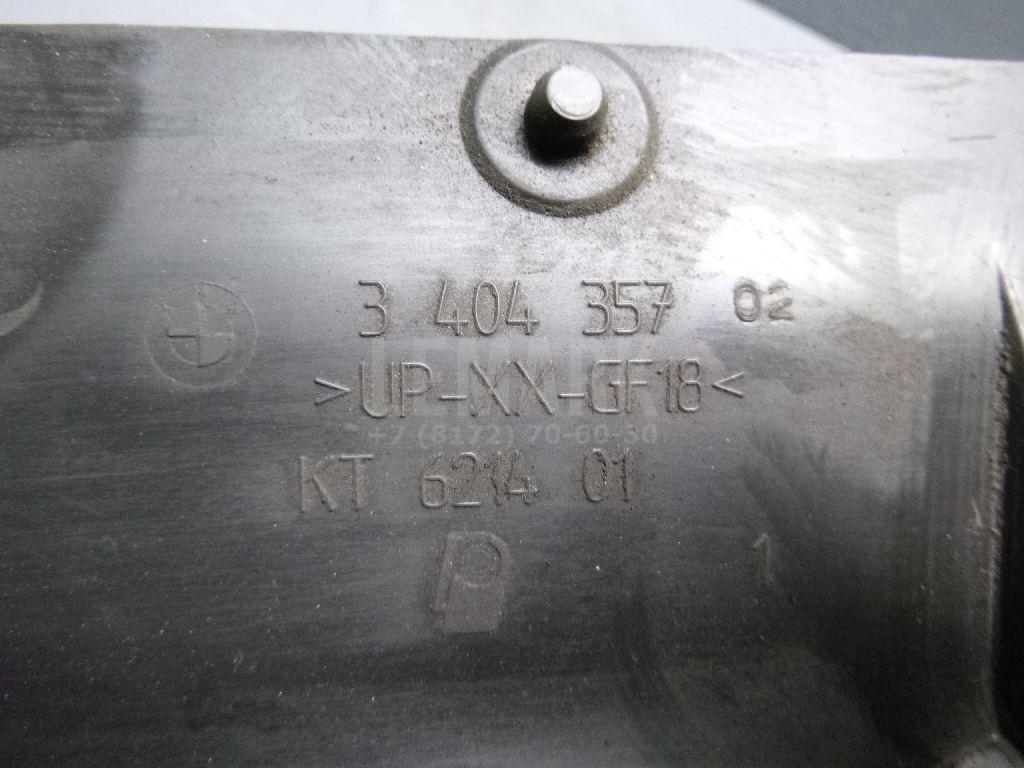 3 404 357 02
>UP-XX-GF18<
+7 (8172) 70-60-50
KT 6214 01
P
1